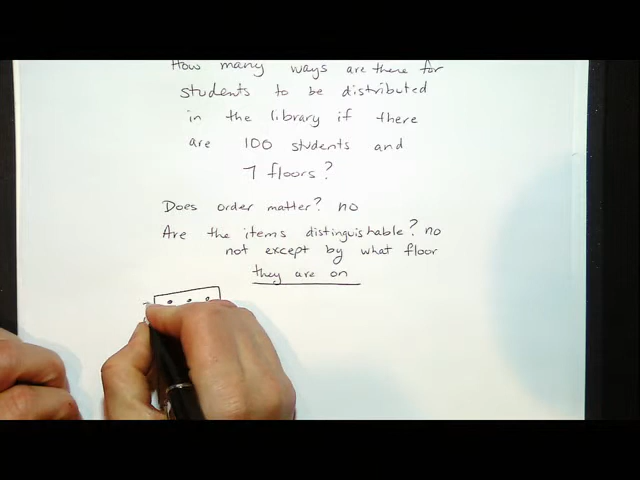 How many ways are there for
students to be distributed
in the library if there
are 100 students and
7 floors?
Does order matter? no
Are the items distinguishable? no
not except by what floor
they are on